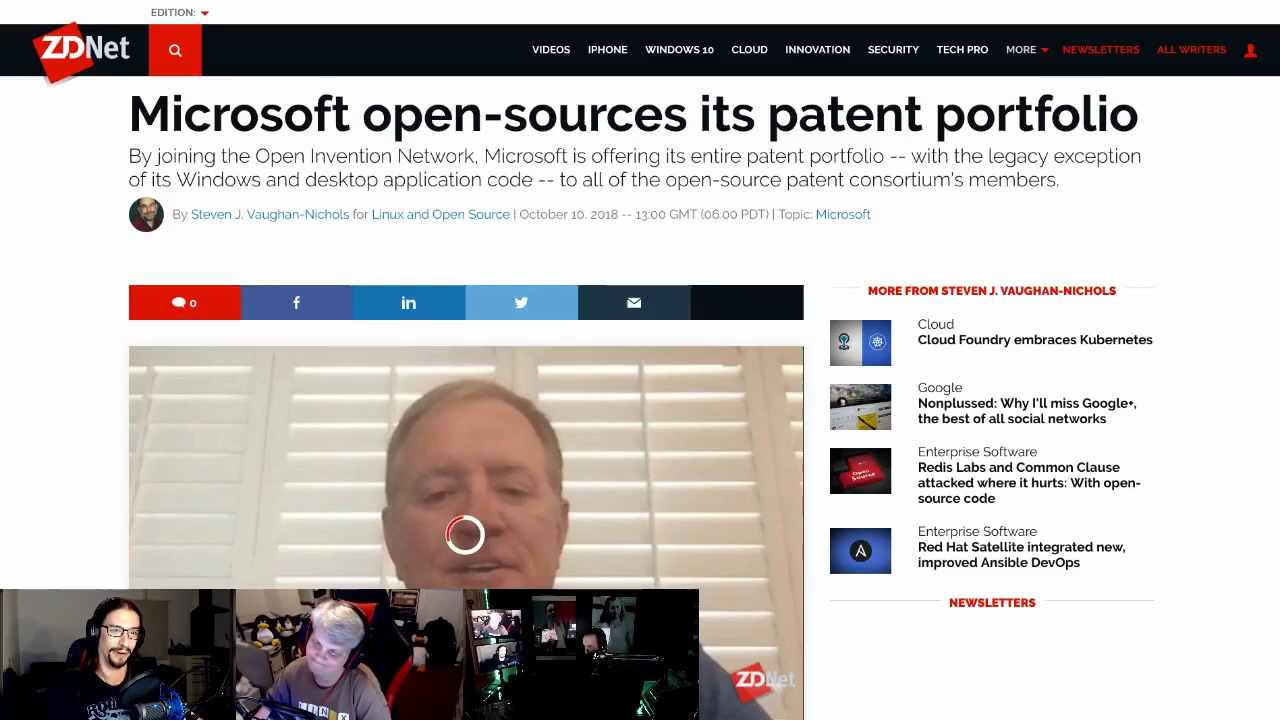 EDITION:
ZDNet
VIDEOS IPHONE WINDOWS 10 CLOUD INNOVATION SECURITY TECH PRO MORE NEWSLETTERS ALL WRITERS
Microsoft open-sources its patent portfolio
By joining the Open Invention Network, Microsoft is offering its entire patent portfolio -- with the legacy exception
of its Windows and desktop application code -- to all of the open-source patent consortium's members.
By Steven J. Vaughan-Nichols for Linux and Open Source | October 10, 2018 -- 13:00 GMT (06:00 PDT) | Topic: Microsoft
0
MORE FROM STEVEN J. VAUGHAN-NICHOLS
Cloud
Cloud Foundry embraces Kubernetes
Google
Nonplussed: Why I'll miss Google+,
the best of all social networks
Open
Source
Enterprise Software
Redis Labs and Common Clause
attacked where it hurts: With open-
source code
Enterprise Software
Red Hat Satellite integrated new,
improved Ansible DevOps
NEWSLETTERS
ZDNet